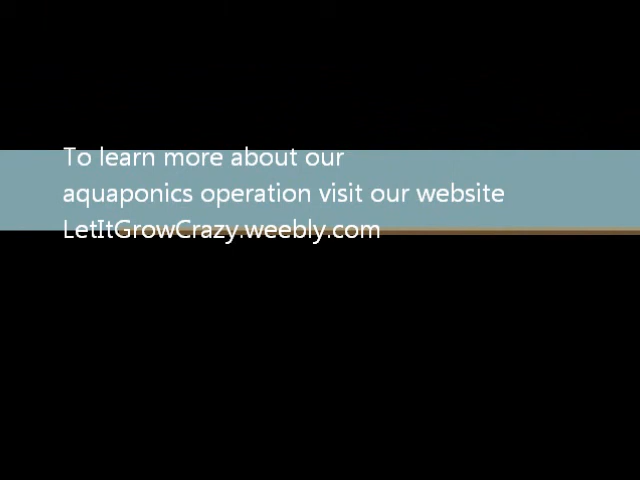 To learn more about our
aquaponics operation visit our website
LetItGrowCrazy.weebly.com